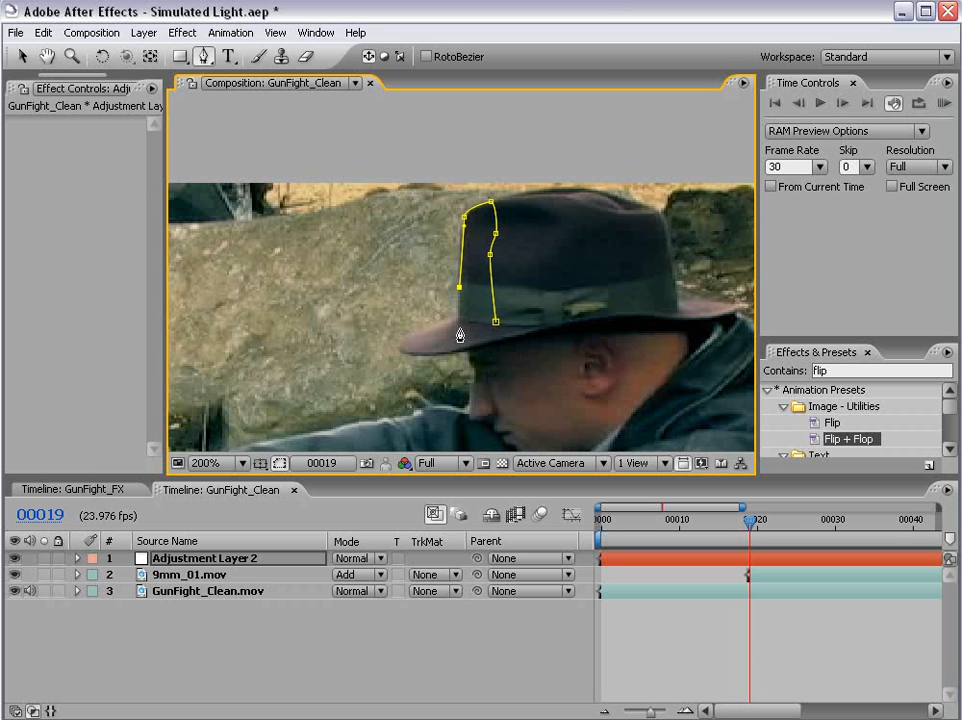 Adobe After Effects - Simulated Light.aep *
File Edit Composition Layer Effect Animation View Window Help
RotoBezier
Workspace: Standard
Effect Controls: Adju
GunFight_Clean * Adjustment Lay
Composition: GunFight_Clean
Time Controls
RAM Preview Options
Frame Rate Skip Resolution
30 0 Full
From Current Time Full Screen
Effects & Presets
Contains: flip
* Animation Presets
Image - Utilities
Flip
Flip + Flop
Text
200% 00019 Full Active Camera 1 View
Timeline: GunFight_FX Timeline: GunFight_Clean
00019 (23.976 fps)
0000 00010 00020 00030 00040
# Source Name Mode T TrkMat Parent
1 Adjustment Layer 2 Normal None
2 9mm_01.mov Add None None
3 GunFight_Clean.mov Normal None None